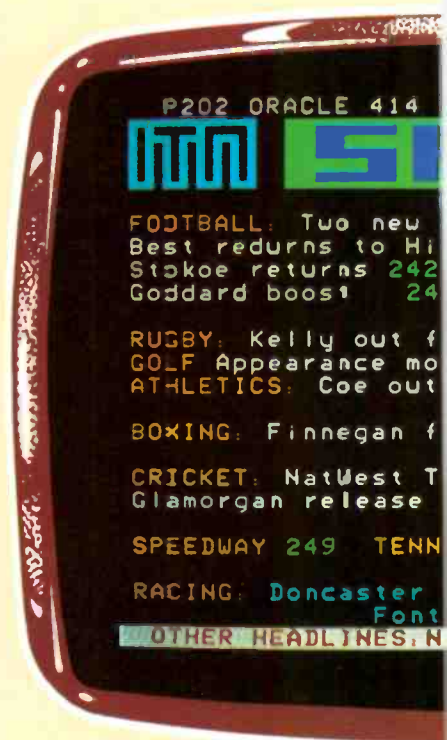 P202 ORACLE 414
ITN
FOOTBALL: Two new
Best redurns to Hi
Stokoe returns 242
Goddard boost 24
RUGBY: Kelly out f
GOLF Appearance mo
ATHLETICS: Coe out
BOXING: Finnegan f
CRICKET: NatWest T
Glamorgan release
SPEEDWAY 249 TENN
RACING: Doncaster
Font
OTHER HEADLINES: N